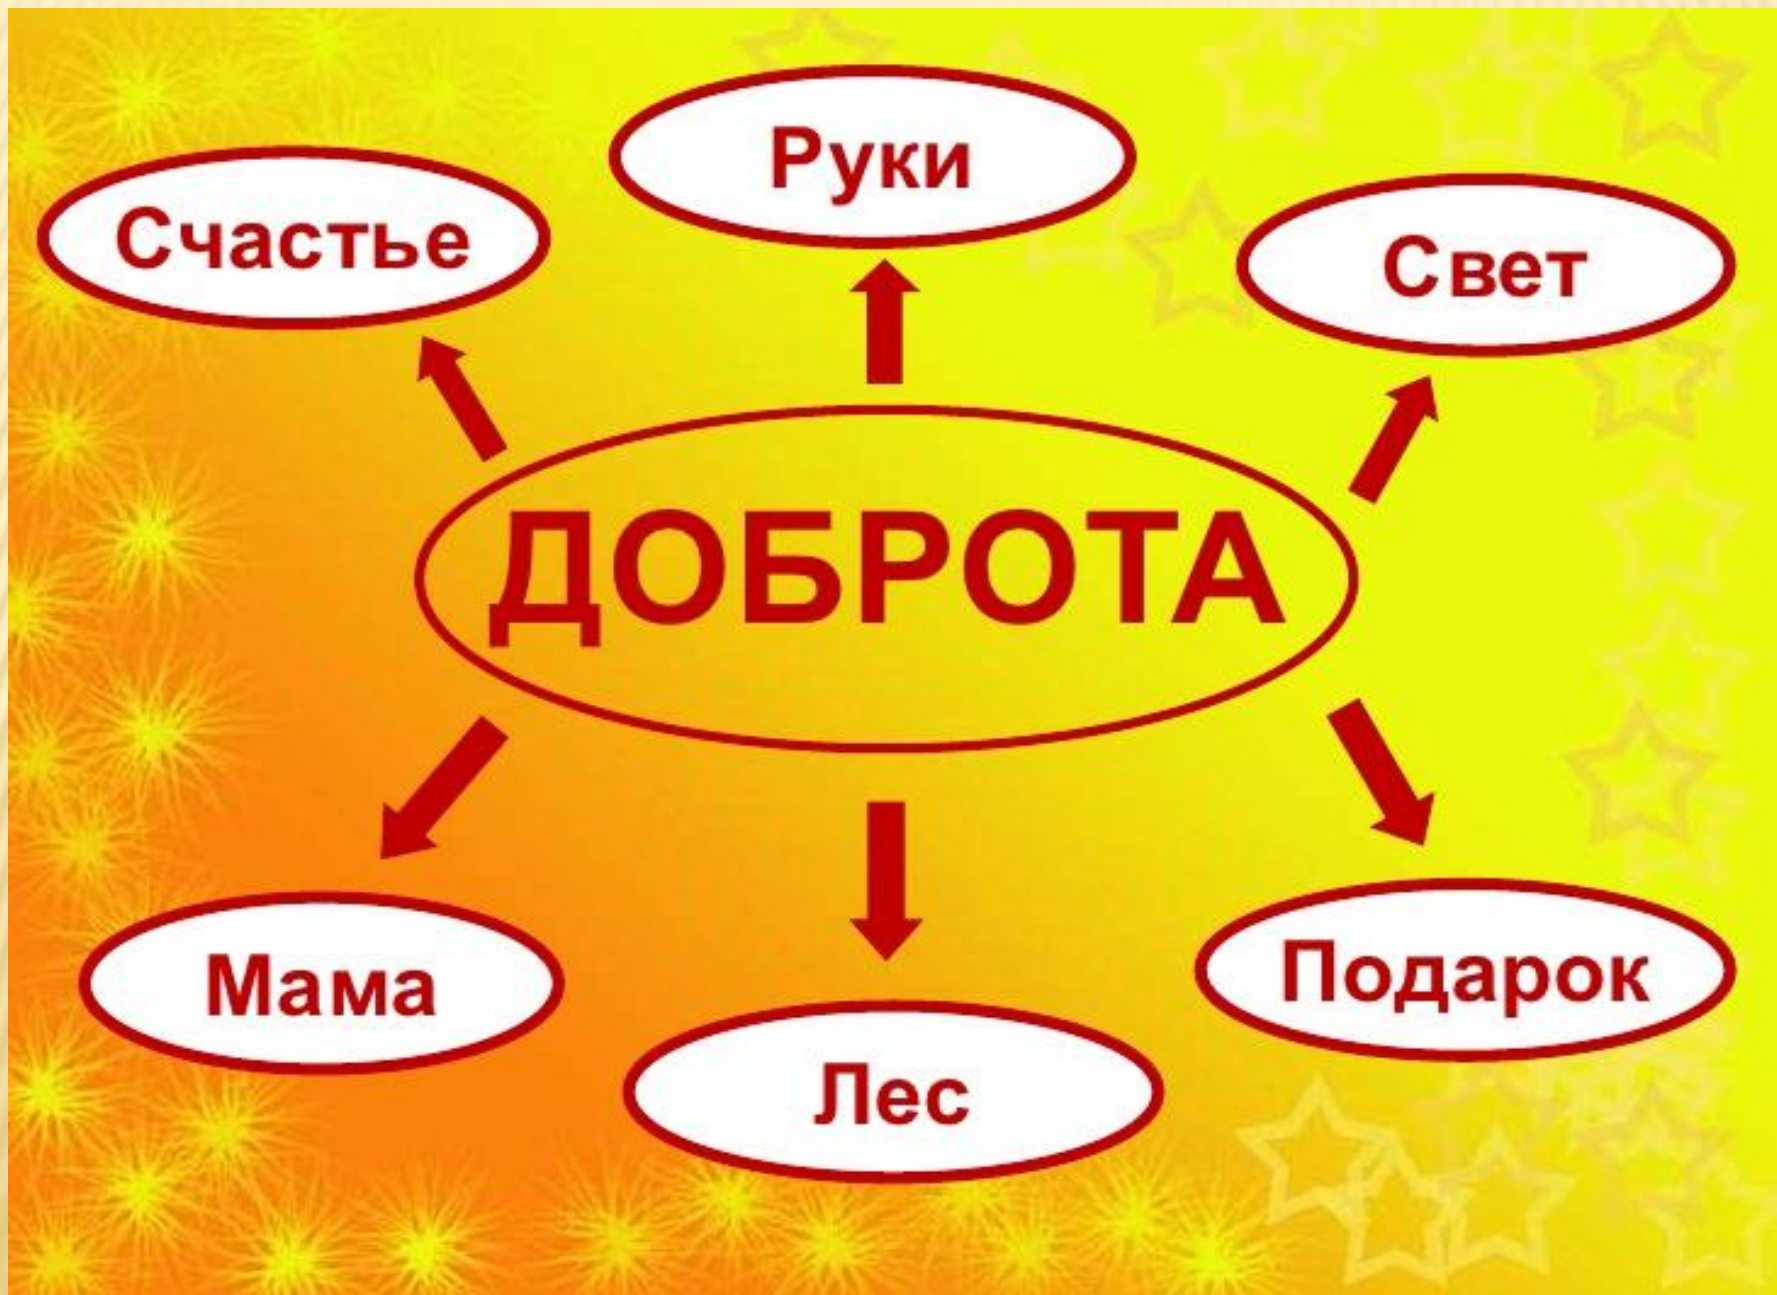 Руки
Счастье
Свет
ДОБРОТА
Мама
Подарок
Лес